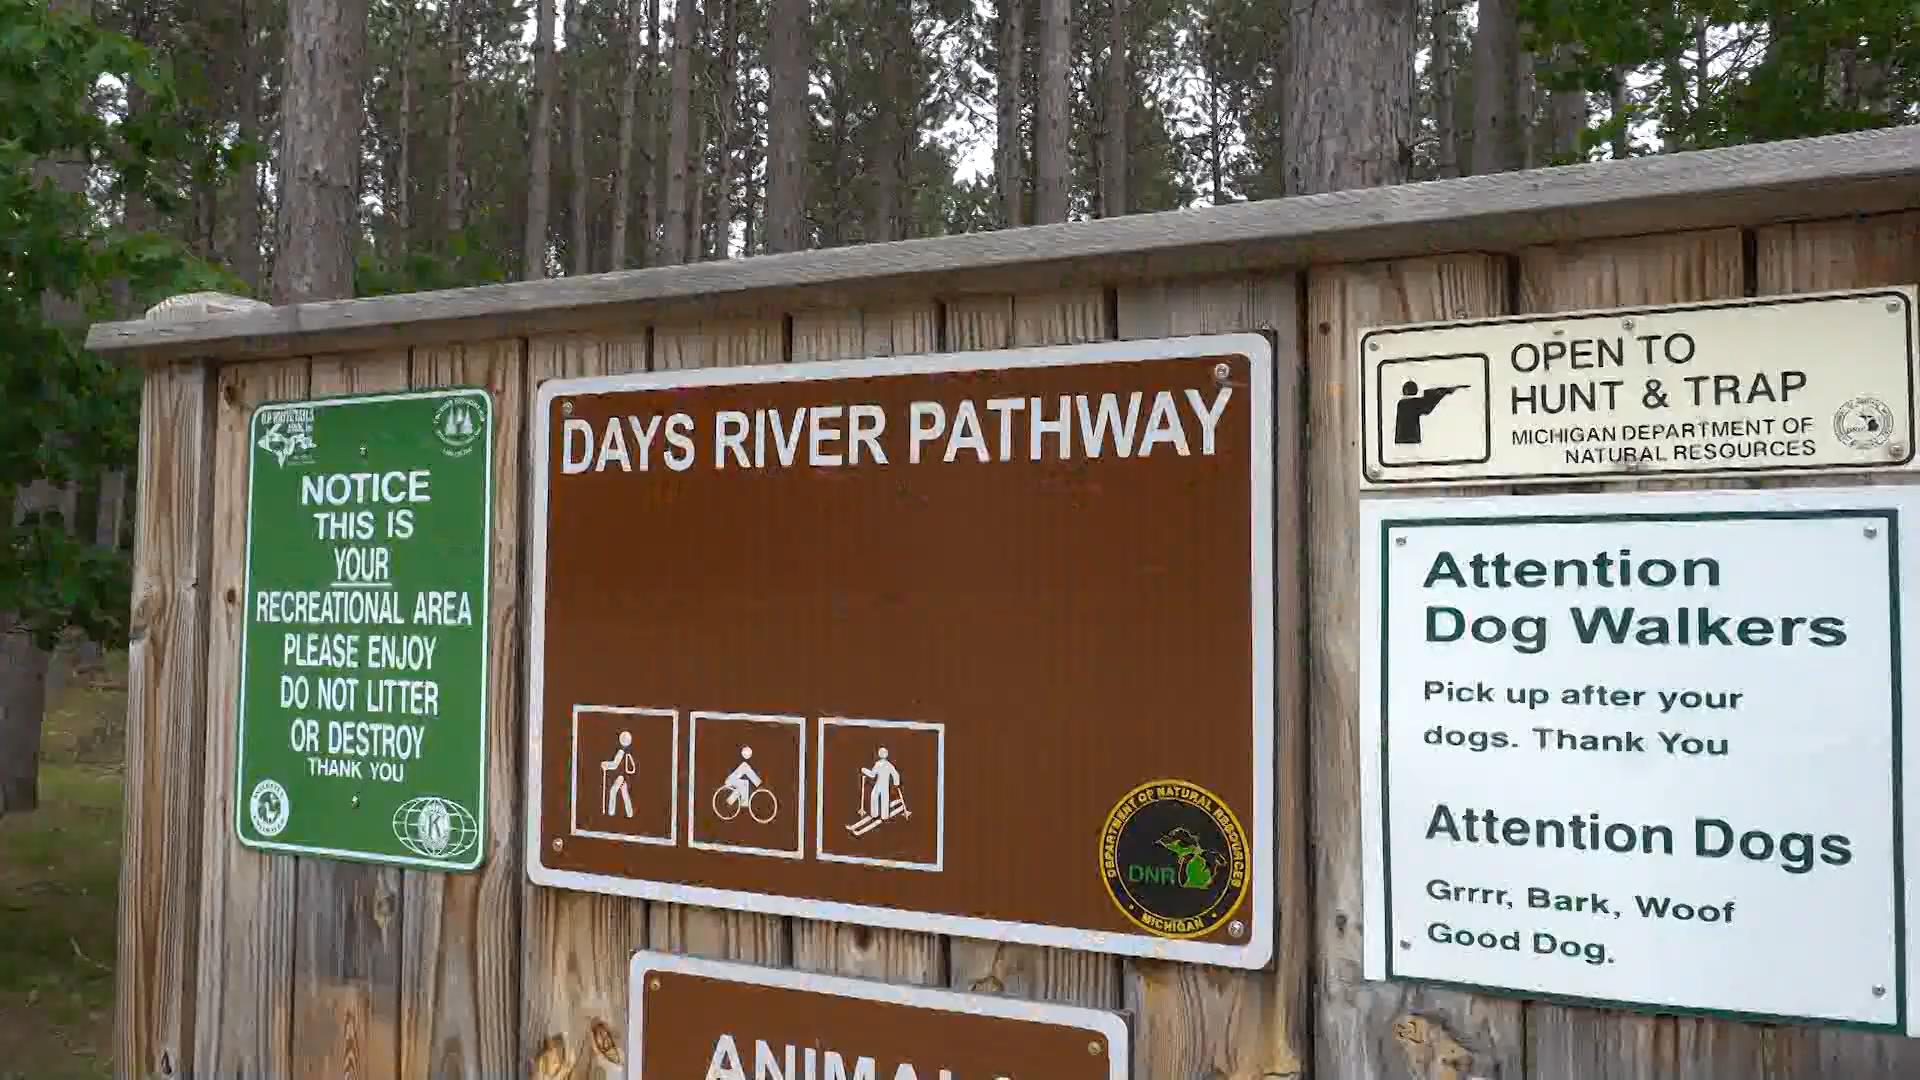 NOTICE
THIS IS
YOUR
RECREATIONAL AREA
PLEASE ENJOY
DO NOT LITTER
OR DESTROY
THANK YOU
K
DAYS RIVER PATHWAY
DEPARTMENT OF NATURAL RESOURCES
DNR
MICHIGAN
OPEN TO
HUNT & TRAP
MICHIGAN DEPARTMENT OF
NATURAL RESOURCES
Attention
Dog Walkers
Pick up after your
dogs. Thank You
Attention Dogs
Grrrr, Bark, Woof
Good Dog.